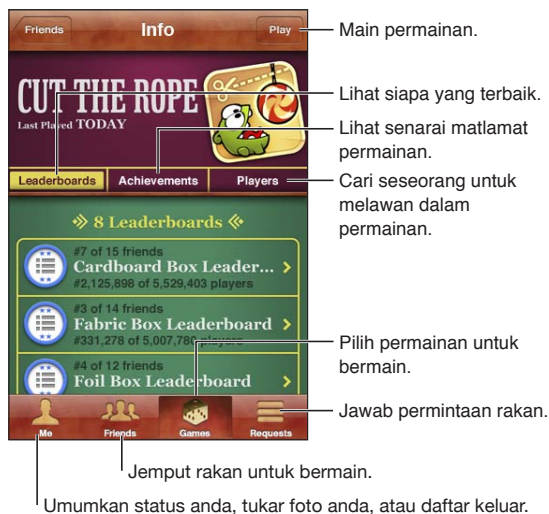 Friends
Info
Play
Main permainan.
CUT THE ROPE
Last Played TODAY
Lihat siapa yang terbaik.
Lihat senarai matlamat
permainan.
Leaderboards
Achievements
Players
Cari seseorang untuk
melawan dalam
permainan.
8 Leaderboards
#7 of 15 friends
Cardboard Box Leader...
#2,125,898 of 5,529,403 players
#3 of 14 friends
Fabric Box Leaderboard
#331,278 of 5,007,780 players
#4 of 12 friends
Foil Box Leaderboard
Pilih permainan untuk
bermain.
Jawab permintaan rakan.
Me
Friends
Games
Requests
Jemput rakan untuk bermain.
Umumkan status anda, tukar foto anda, atau daftar keluar.